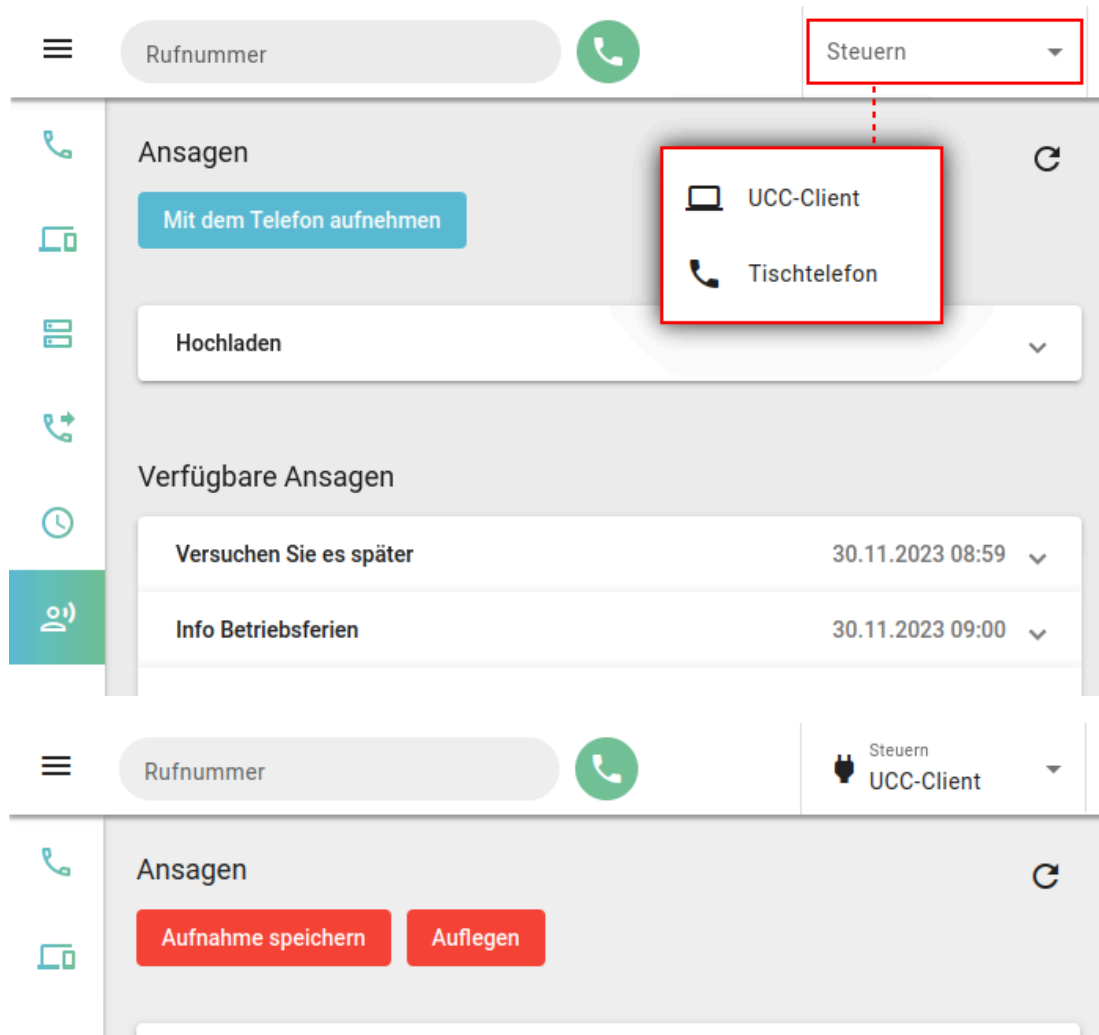 Rufnummer
Steuern
Ansagen
Mit dem Telefon aufnehmen
UCC-Client
Tischtelefon
Hochladen
Verfügbare Ansagen
Versuchen Sie es später 30.11.2023 08:59
Info Betriebsferien 30.11.2023 09:00
Rufnummer
Steuern
UCC-Client
Ansagen
Aufnahme speichern
Auflegen